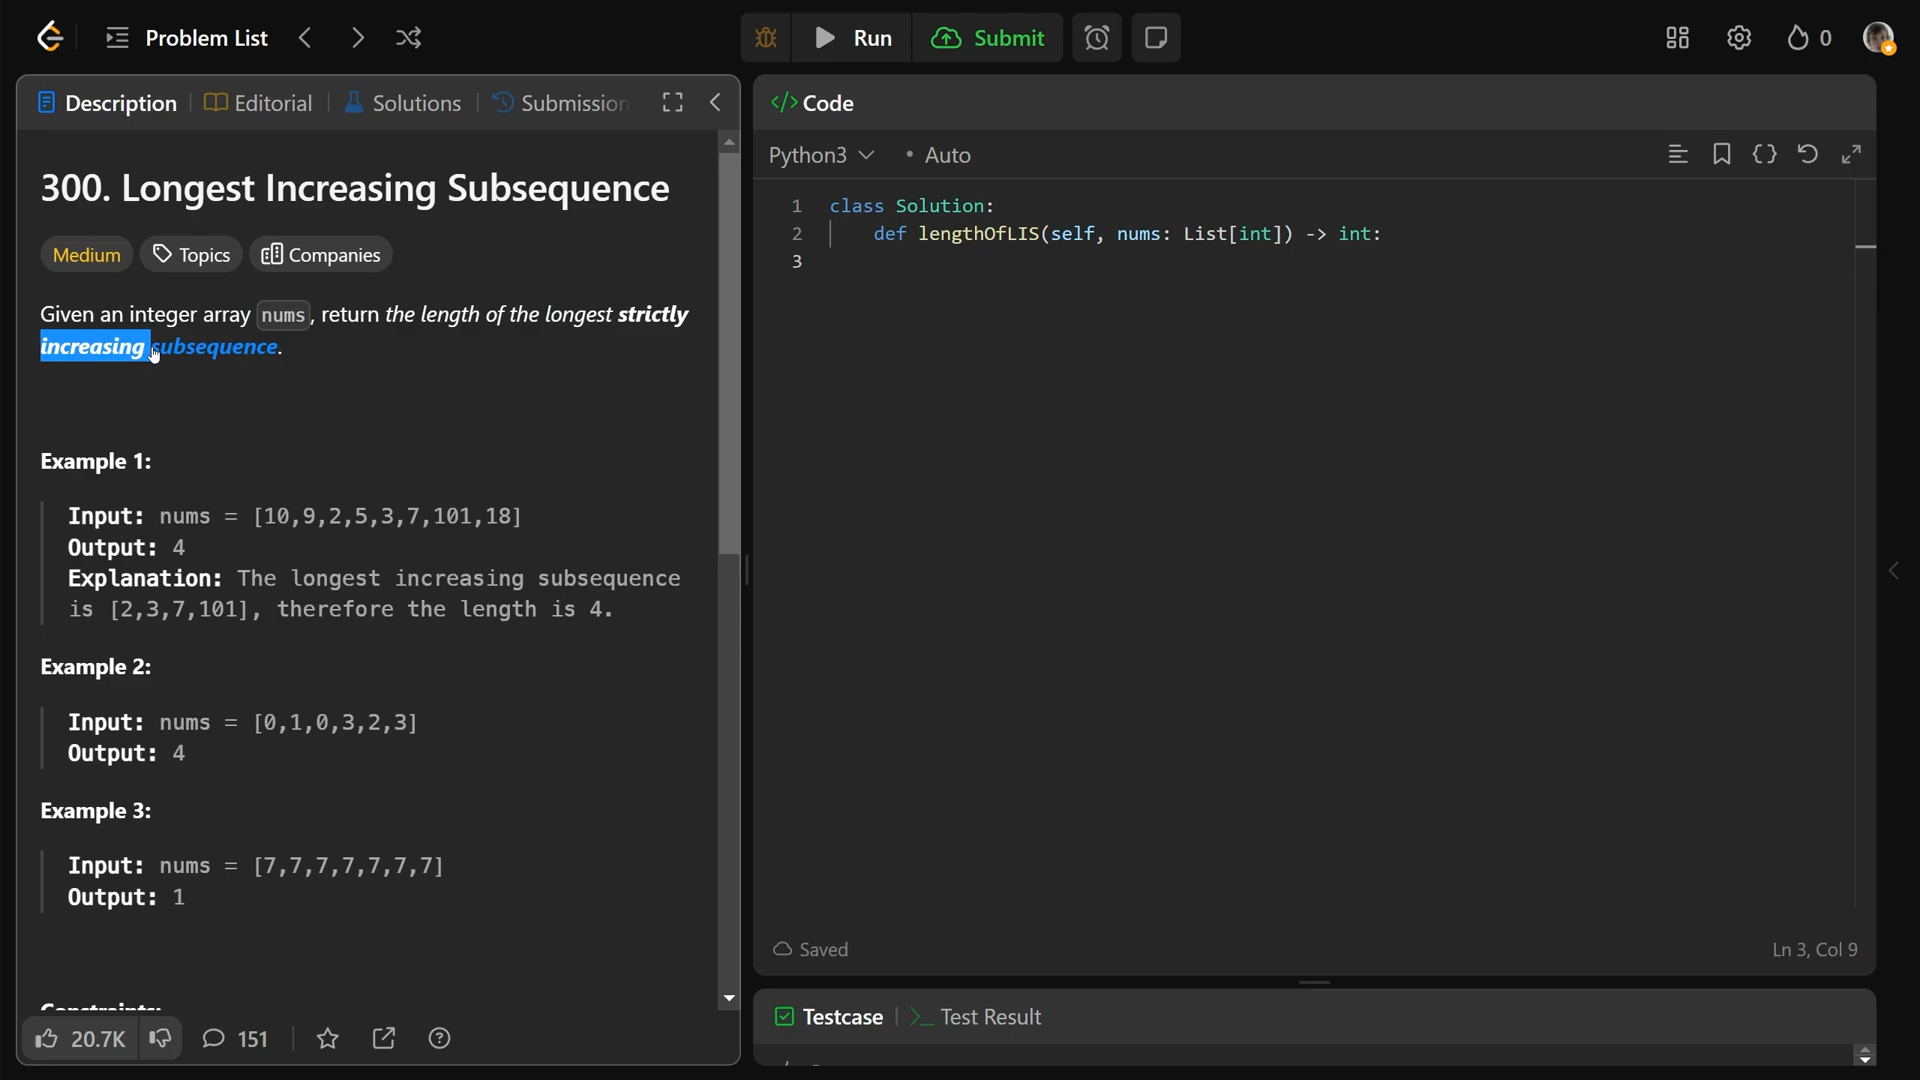 Problem List
Run
Submit
0
Description
Editorial
Solutions
Submission
300. Longest Increasing Subsequence
Medium
Topics
Companies
Given an integer array nums, return the length of the longest strictly
increasing subsequence.
Example 1:
Input: nums = [10,9,2,5,3,7,101,18]
Output: 4
Explanation: The longest increasing subsequence
is [2,3,7,101], therefore the length is 4.
Example 2:
Input: nums = [0,1,0,3,2,3]
Output: 4
Example 3:
Input: nums = [7,7,7,7,7,7,7]
Output: 1
Constraints:
20.7K
151
</> Code
Python3
• Auto
1 class Solution:
2 def lengthOfLIS(self, nums: List[int]) -> int:
3
Saved
Ln 3, Col 9
Testcase
>_ Test Result